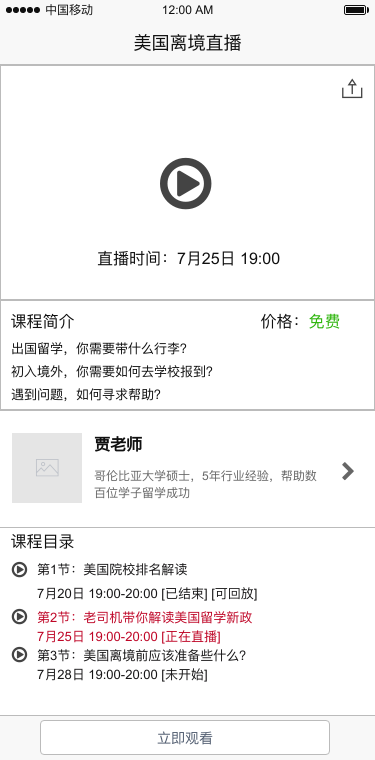 中国移动 12:00 AM
美国离境直播
直播时间：7月25日 19:00
课程简介 价格：免费
出国留学，你需要带什么行李?
初入境外，你需要如何去学校报到?
遇到问题，如何寻求帮助?
贾老师
哥伦比亚大学硕士，5年行业经验，帮助数
百位学子留学成功
课程目录
第1节：美国院校排名解读
7月20日 19:00-20:00 [已结束] [可回放]
第2节：老司机带你解读美国留学新政
7月25日 19:00-20:00 [正在直播]
第3节：美国离境前应该准备些什么?
7月28日 19:00-20:00 [未开始]
立即观看